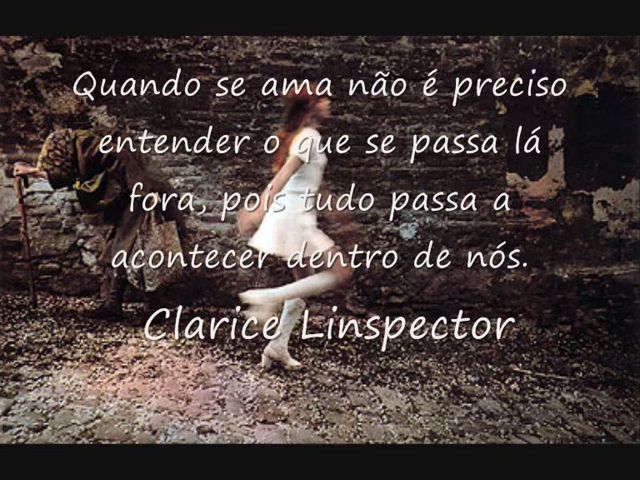 Quando se ama não é preciso
entender o que se passa lá
fora, pois tudo passa a
acontecer dentro de nós.
Clarice Linspector